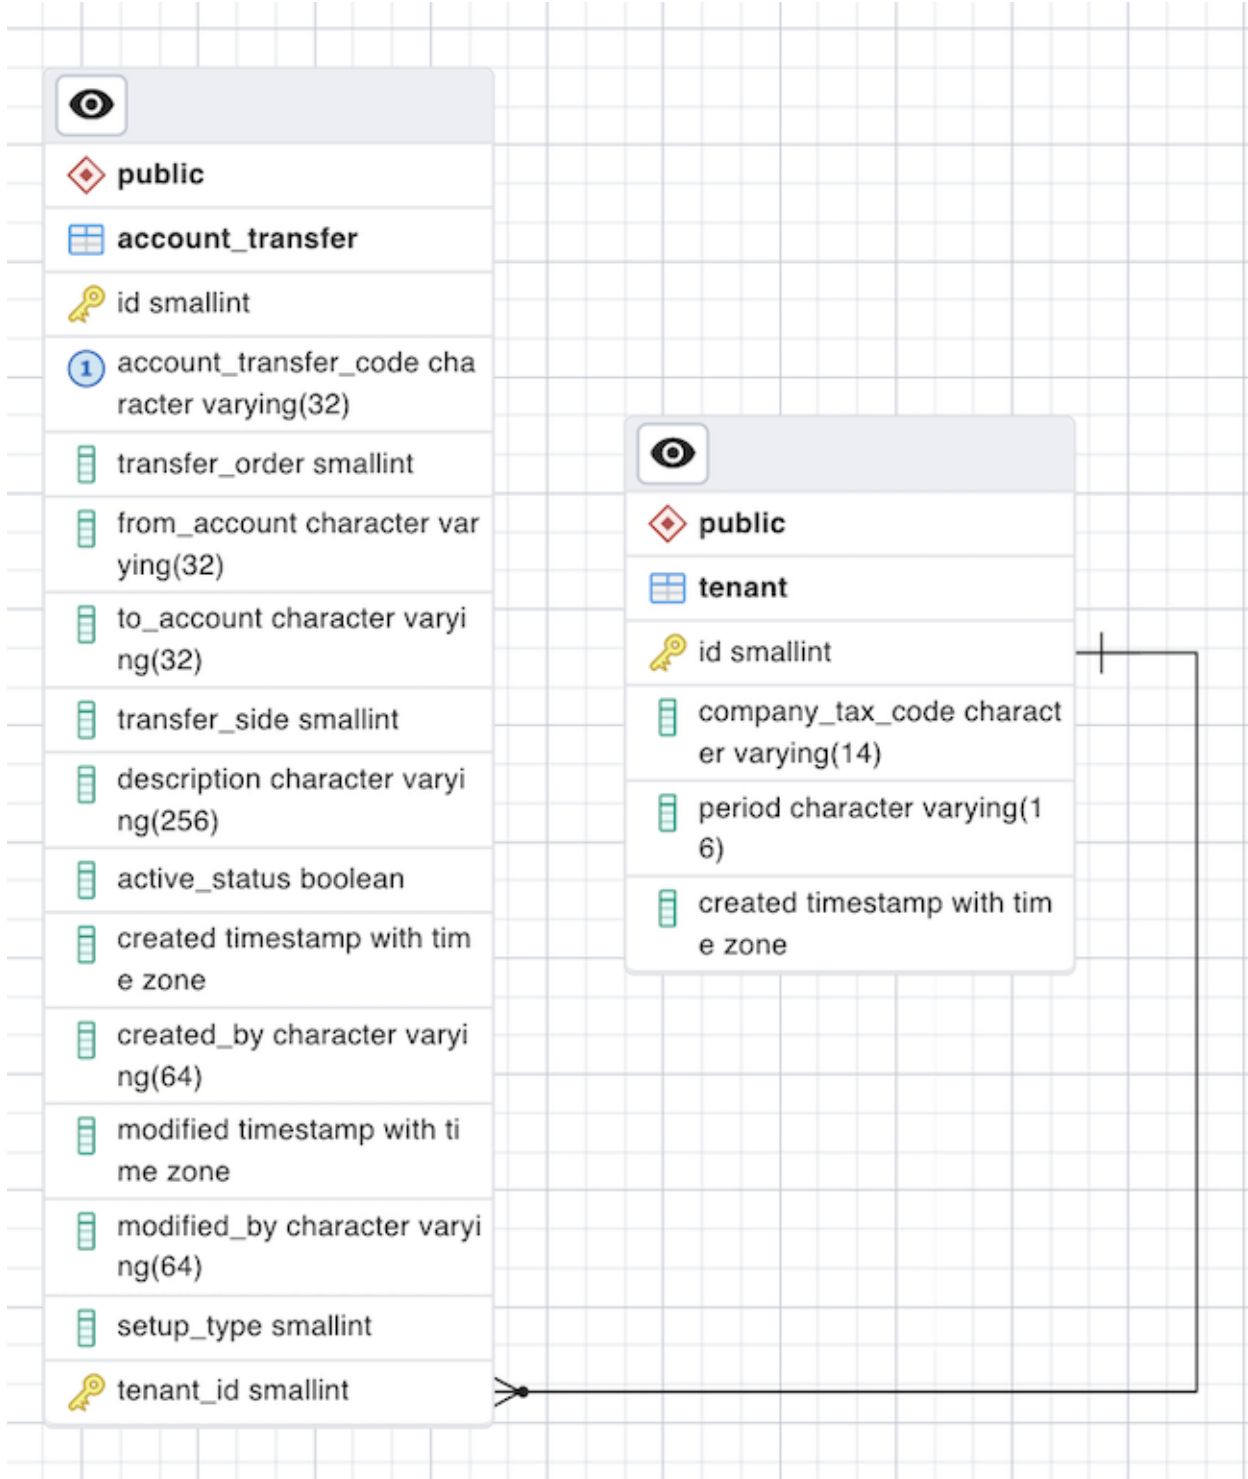 public
account_transfer
id smallint
1
account_transfer_code cha
racter varying(32)
transfer_order smallint
from_account character var
ying(32)
to_account character varyi
ng(32)
transfer_side smallint
description character varyi
ng(256)
active_status boolean
created timestamp with tim
e zone
created_by character varyi
ng(64)
modified timestamp with ti
me zone
modified_by character varyi
ng(64)
setup_type smallint
tenant_id smallint
public
tenant
id smallint
company_tax_code charact
er varying(14)
period character varying(1
6)
created timestamp with tim
e zone